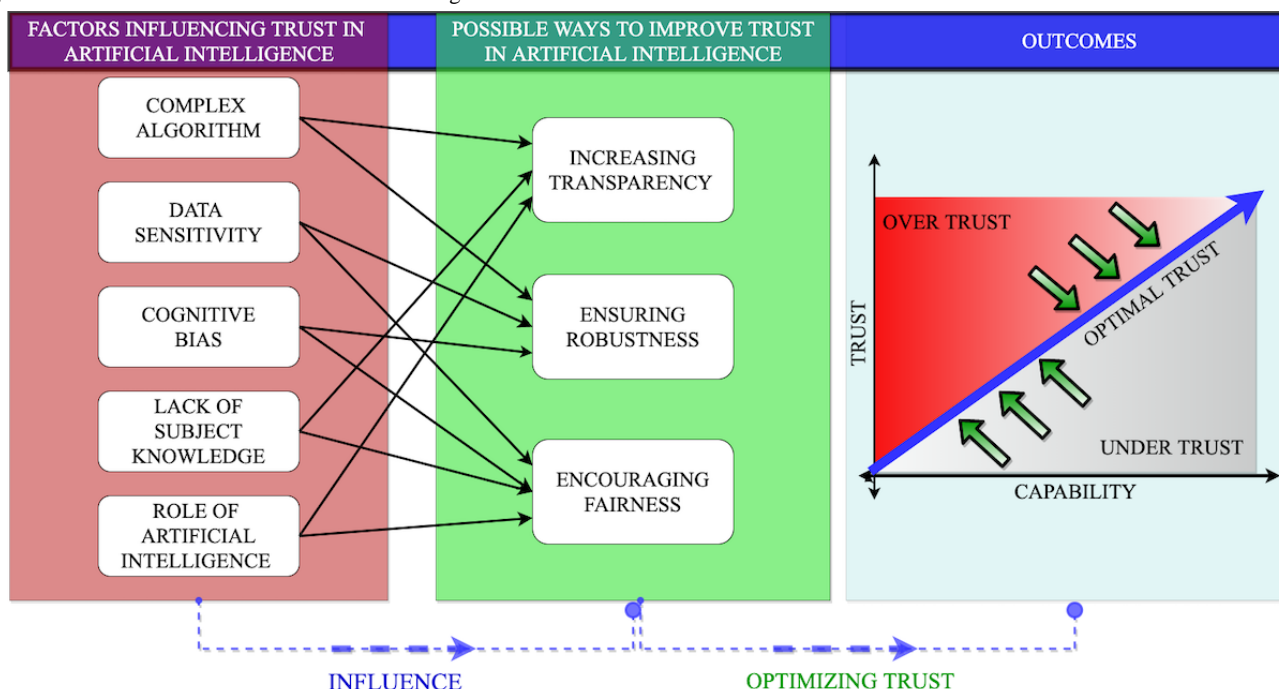 FACTORS INFLUENCING TRUST IN
ARTIFICIAL INTELLIGENCE
POSSIBLE WAYS TO IMPROVE TRUST
IN ARTIFICIAL INTELLIGENCE
OUTCOMES
COMPLEX
ALGORITHM
DATA
SENSITIVITY
COGNITIVE
BIAS
LACK OF
SUBJECT
KNOWLEDGE
ROLE OF
ARTIFICIAL
INTELLIGENCE
INCREASING
TRANSPARENCY
ENSURING
ROBUSTNESS
ENCOURAGING
FAIRNESS
OVER TRUST
OPTIMAL TRUST
UNDER TRUST
TRUST
CAPABILITY
INFLUENCE
OPTIMIZING TRUST